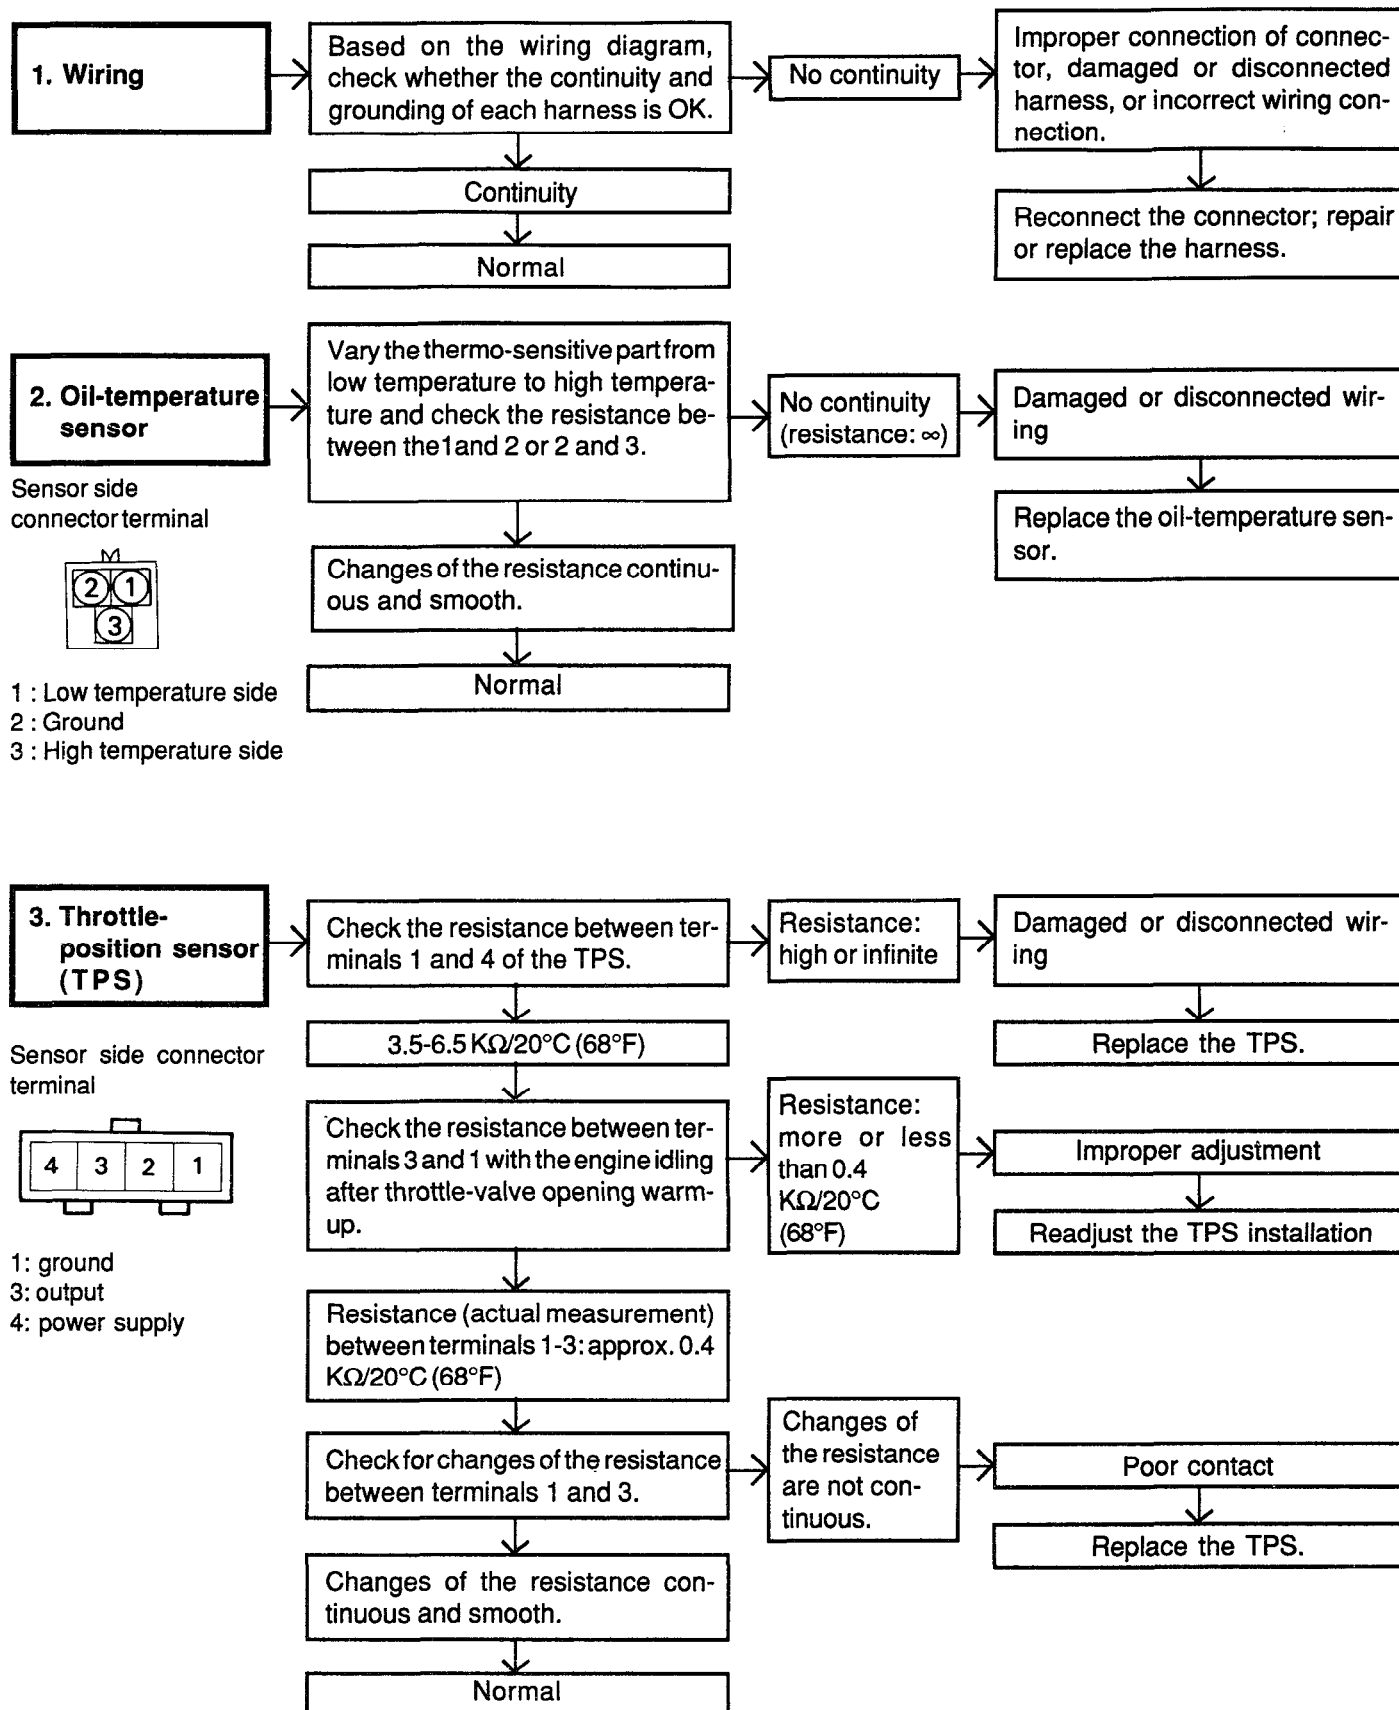 1. Wiring
Based on the wiring diagram,
check whether the continuity and
grounding of each harness is OK.
No continuity
Improper connection of connec-
tor, damaged or disconnected
harness, or incorrect wiring con-
nection.
Continuity
Normal
Reconnect the connector; repair
or replace the harness.
2. Oil-temperature
sensor
Vary the thermo-sensitive part from
low temperature to high tempera-
ture and check the resistance be-
tween the 1 and 2 or 2 and 3.
No continuity
(resistance: ∞)
Damaged or disconnected wir-
ing
Replace the oil-temperature sen-
sor.
Sensor side
connector terminal
2 1
3
1 : Low temperature side
2 : Ground
3 : High temperature side
Changes of the resistance continu-
ous and smooth.
Normal
3. Throttle-
position sensor
(TPS)
Check the resistance between ter-
minals 1 and 4 of the TPS.
Resistance:
high or infinite
Damaged or disconnected wir-
ing
Replace the TPS.
Sensor side connector
terminal
4 3 2 1
1: ground
3: output
4: power supply
3.5-6.5 KΩ/20°C (68°F)
Check the resistance between ter-
minals 3 and 1 with the engine idling
after throttle-valve opening warm-
up.
Resistance:
more or less
than 0.4
KΩ/20°C
(68°F)
Improper adjustment
Readjust the TPS installation
Resistance (actual measurement)
between terminals 1-3: approx. 0.4
KΩ/20°C (68°F)
Check for changes of the resistance
between terminals 1 and 3.
Changes of
the resistance
are not con-
tinuous.
Poor contact
Replace the TPS.
Changes of the resistance con-
tinuous and smooth.
Normal